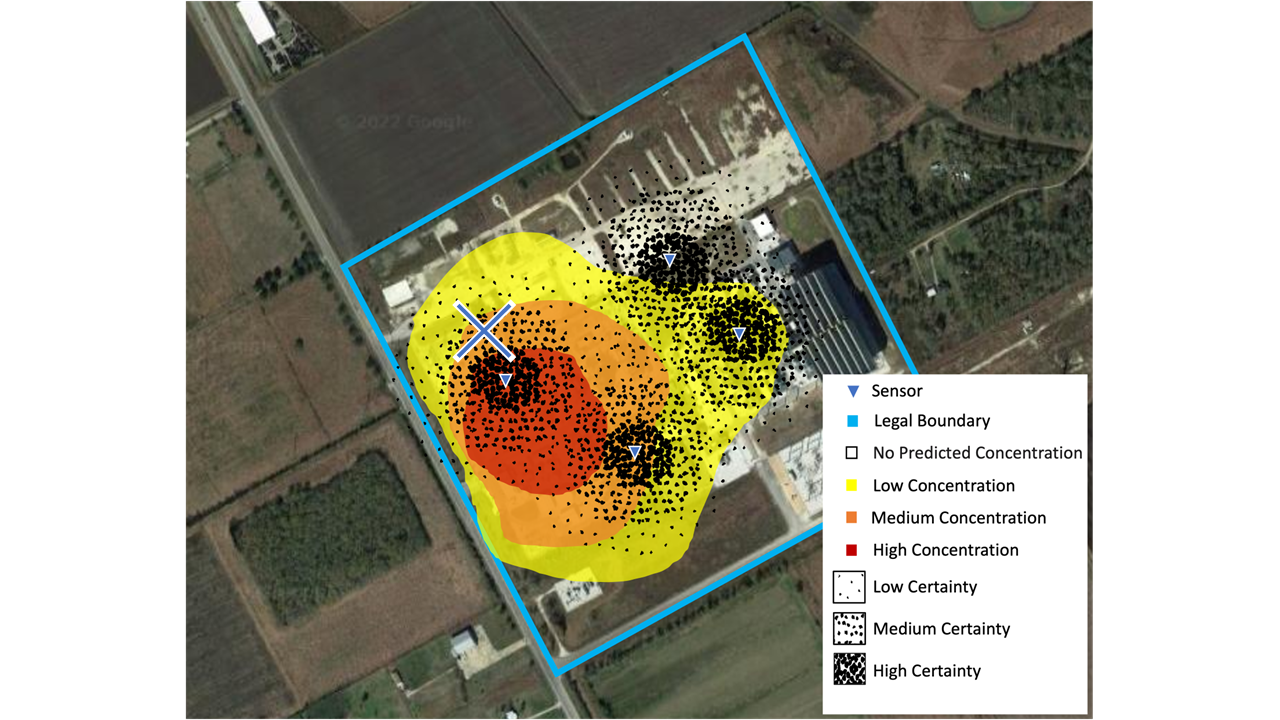 © 2022 Google
Sensor
Legal Boundary
No Predicted Concentration
Low Concentration
Medium Concentration
High Concentration
Low Certainty
Medium Certainty
High Certainty